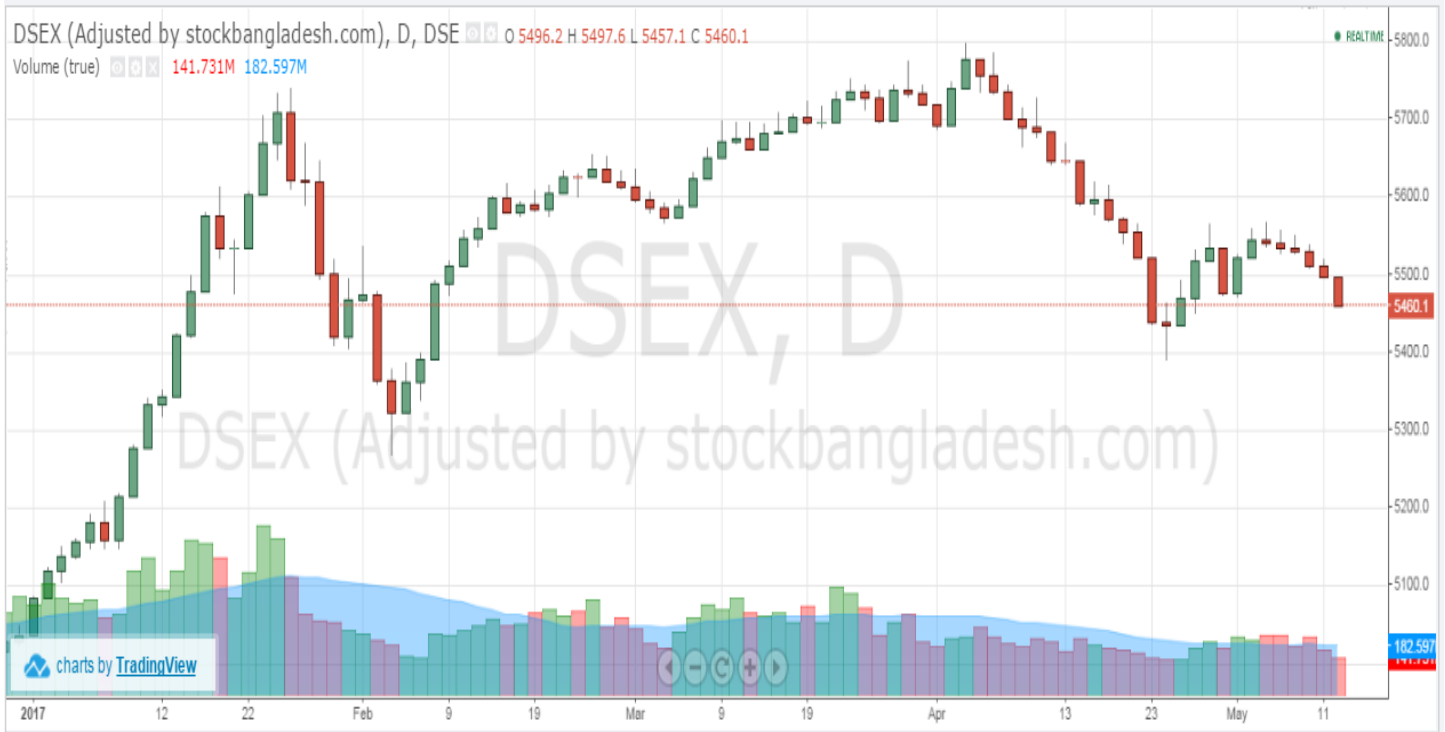 DSEX (Adjusted by stockbangladesh.com), D, DSE O 5496.2 H 5497.6 L 5457.1 C 5460.1
REALTIME
Volume (true) 141.731M 182.597M
5800.0
5700.0
5600.0
5500.0
5460.1
5400.0
5300.0
5200.0
5100.0
182.597
DSEX, D
DSEX (Adjusted by stockbangladesh.com)
charts by TradingView
2017 12 22 Feb 9 19 Mar 9 19 Apr 13 23 May 11